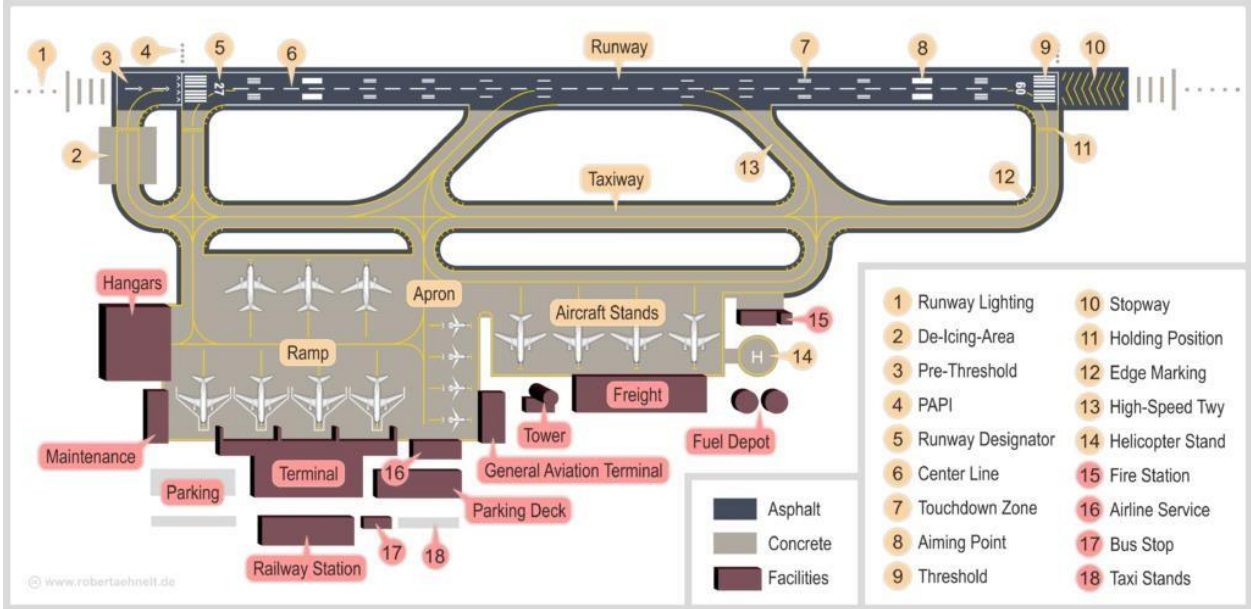 1
3
4
5
6
Runway
7
8
9
10
27
09
2
13
11
12
Taxiway
Hangars
Apron
Aircraft Stands
15
Ramp
14
H
Freight
Maintenance
Tower
Fuel Depot
16
General Aviation Terminal
Terminal
Parking
Parking Deck
17
18
Railway Station
www.robertaehnelt.de
Asphalt
Concrete
Facilities
1 Runway Lighting
2 De-Icing-Area
3 Pre-Threshold
4 PAPI
5 Runway Designator
6 Center Line
7 Touchdown Zone
8 Aiming Point
9 Threshold
10 Stopway
11 Holding Position
12 Edge Marking
13 High-Speed Twy
14 Helicopter Stand
15 Fire Station
16 Airline Service
17 Bus Stop
18 Taxi Stands